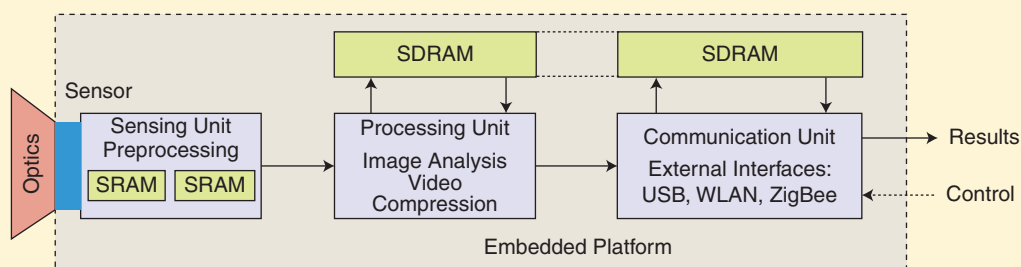 SDRAM
SDRAM
Sensor
Optics
Sensing Unit
Preprocessing
SRAM
SRAM
Processing Unit
Image Analysis
Video
Compression
Communication Unit
External Interfaces:
USB, WLAN, ZigBee
Results
Control
Embedded Platform